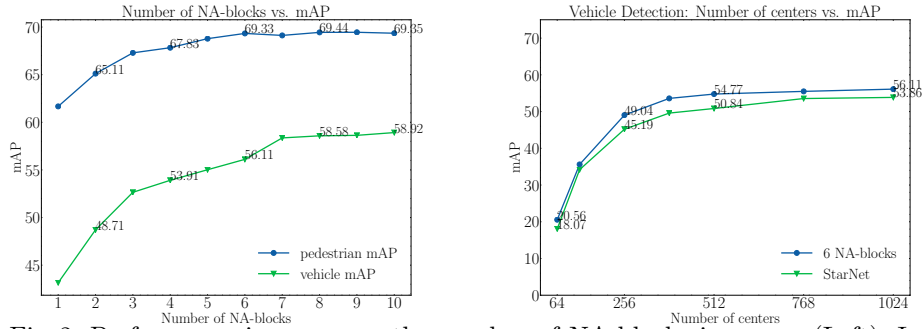 Number of NA-blocks vs. mAP
70
65
60
55
50
45
mAP
65.11
67.83
69.33
69.44
69.35
48.71
53.91
56.11
58.58
58.92
pedestrian mAP
vehicle mAP
1 2 3 4 5 6 7 8 9 10
Number of NA-blocks
Vehicle Detection: Number of centers vs. mAP
70
60
50
40
30
20
10
0
mAP
20.56
18.07
49.04
45.19
54.77
50.84
56.11
53.86
6 NA-blocks
StarNet
64 256 512 768 1024
Number of centers